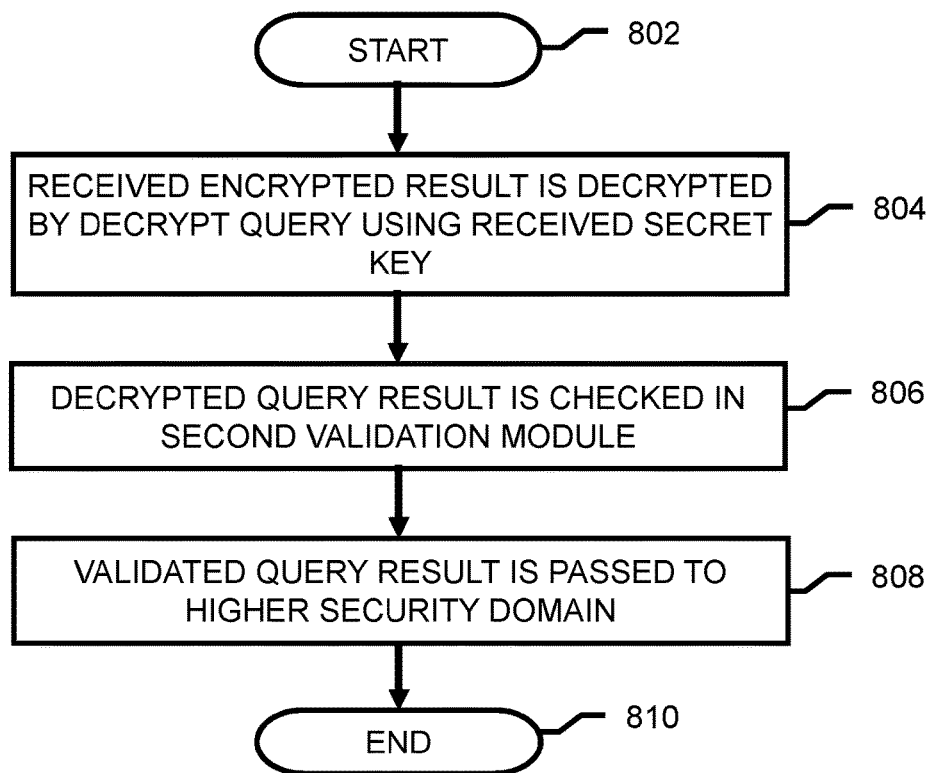 START
802
RECEIVED ENCRYPTED RESULT IS DECRYPTED
BY DECRYPT QUERY USING RECEIVED SECRET
KEY
804
DECRYPTED QUERY RESULT IS CHECKED IN
SECOND VALIDATION MODULE
806
VALIDATED QUERY RESULT IS PASSED TO
HIGHER SECURITY DOMAIN
808
END
810